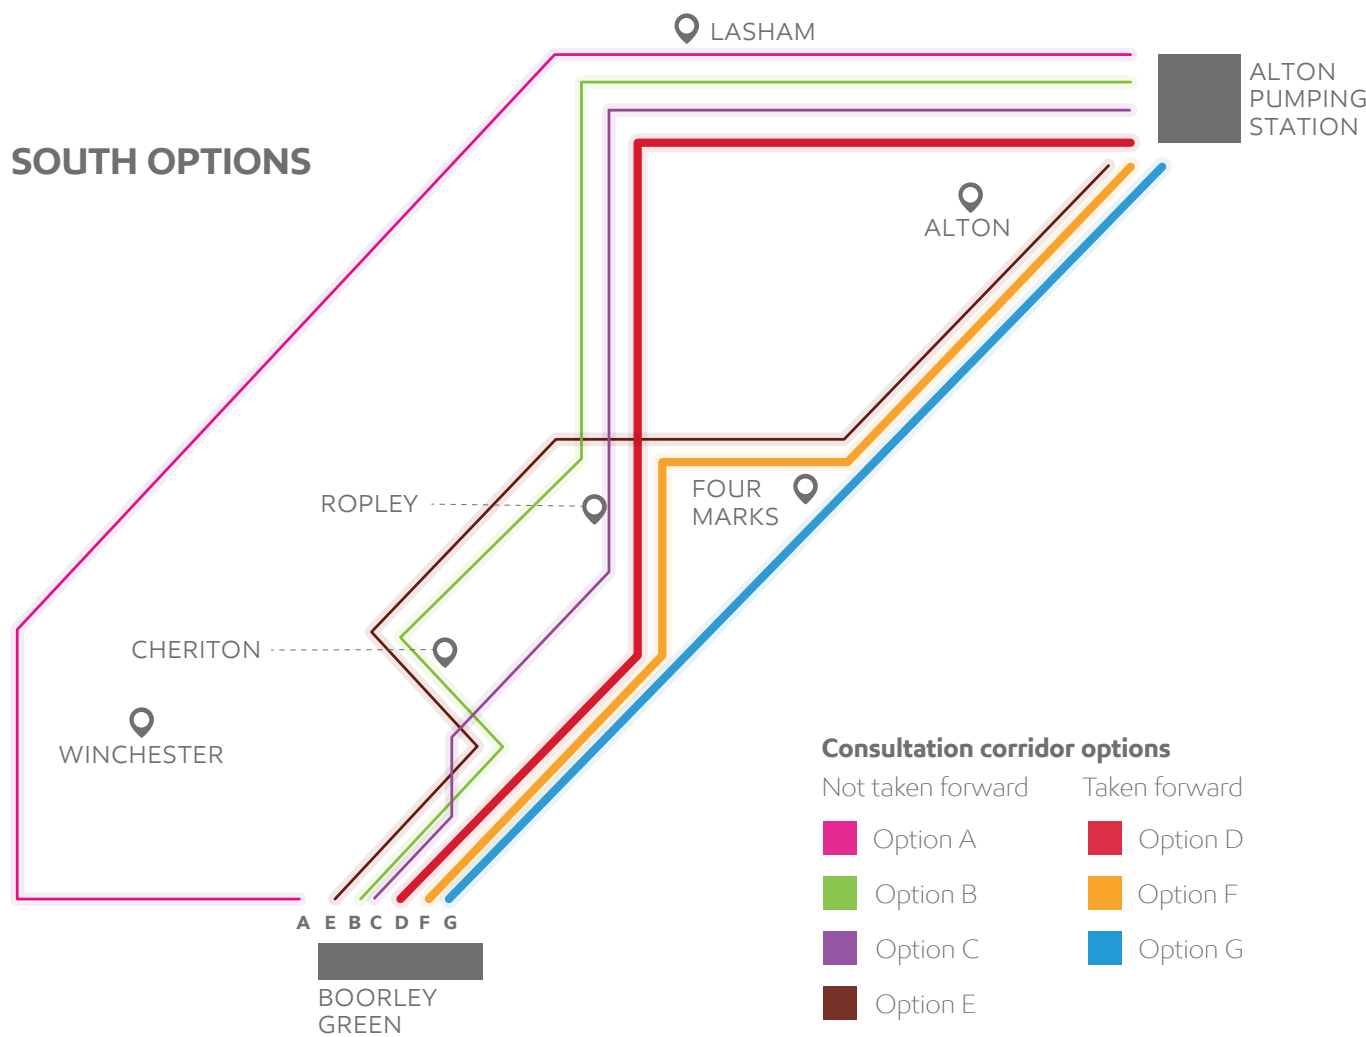 LASHAM
ALTON
PUMPING
STATION
SOUTH OPTIONS
ALTON
ROPLEY
FOUR
MARKS
CHERITON
WINCHESTER
Consultation corridor options
Not taken forward
Taken forward
Option A
Option D
Option B
Option F
Option C
Option G
Option E
A E B C D F G
BOORLEY
GREEN